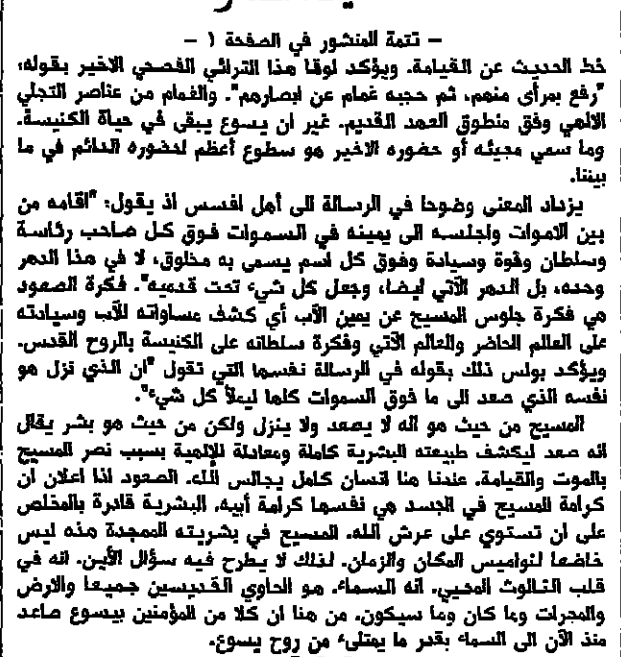 – تتمة المنشور في الصفحة ١ –
خط الحديث عن القيامة. ويؤكد لوقا هذا الترائي الفصحي الاخير بقوله:
"رفع بمرأى منهم، ثم حجبه غمام عن ابصارهم". والغمام من عناصر التجلي
الالهي وفق منطوق العهد القديم. غير ان يسوع يبقى في حياة الكنيسة.
وما سمي مجيئه أو حضوره الاخير هو سطوع أعظم لحضوره الدائم في ما
بيننا.
يزداد المعنى وضوحا في الرسالة الى أهل افسس اذ يقول: "اقامه من
بين الاموات واجلسه الى يمينه في السموات فوق كل صاحب رئاسة
وسلطان وقوة وسيادة وفوق كل اسم يسمى به مخلوق، لا في هذا الدهر
وحده، بل الدهر الآتي ايضا، وجعل كل شيء تحت قدميه". فكرة الصعود
هي فكرة جلوس المسيح عن يمين الآب أي كشف مساواته للآب وسيادته
على العالم الحاضر والعالم الآتي وفكرة سلطانه على الكنيسة بالروح القدس.
ويؤكد بولس ذلك بقوله في الرسالة نفسها التي تقول "ان الذي نزل هو
نفسه الذي صعد الى ما فوق السموات كلها ليملأ كل شيء".
المسيح من حيث هو اله لا يصعد ولا ينزل ولكن من حيث هو بشر يقال
انه صعد ليكشف طبيعته البشرية كاملة ومعادلة للإلهية بسبب نصر المسيح
بالموت والقيامة. عندنا هنا انسان كامل يجالس الله. الصعود اذا اعلان ان
كرامة المسيح في الجسد هي نفسها كرامة أبيه. البشرية قادرة بالمخلص
على ان تستوي على عرش الله. المسيح في بشريته الممجدة هذه ليس
خاضعا لنواميس المكان والزمان. لذلك لا يطرح فيه سؤال الأين. انه في
قلب الثالوث المحيي. انه السماء. هو الحاوي القديسين جميعا والارض
والمجرات وما كان وما سيكون. من هنا ان كلا من المؤمنين بيسوع صاعد
منذ الآن الى السماء بقدر ما يمتلىء من روح يسوع.